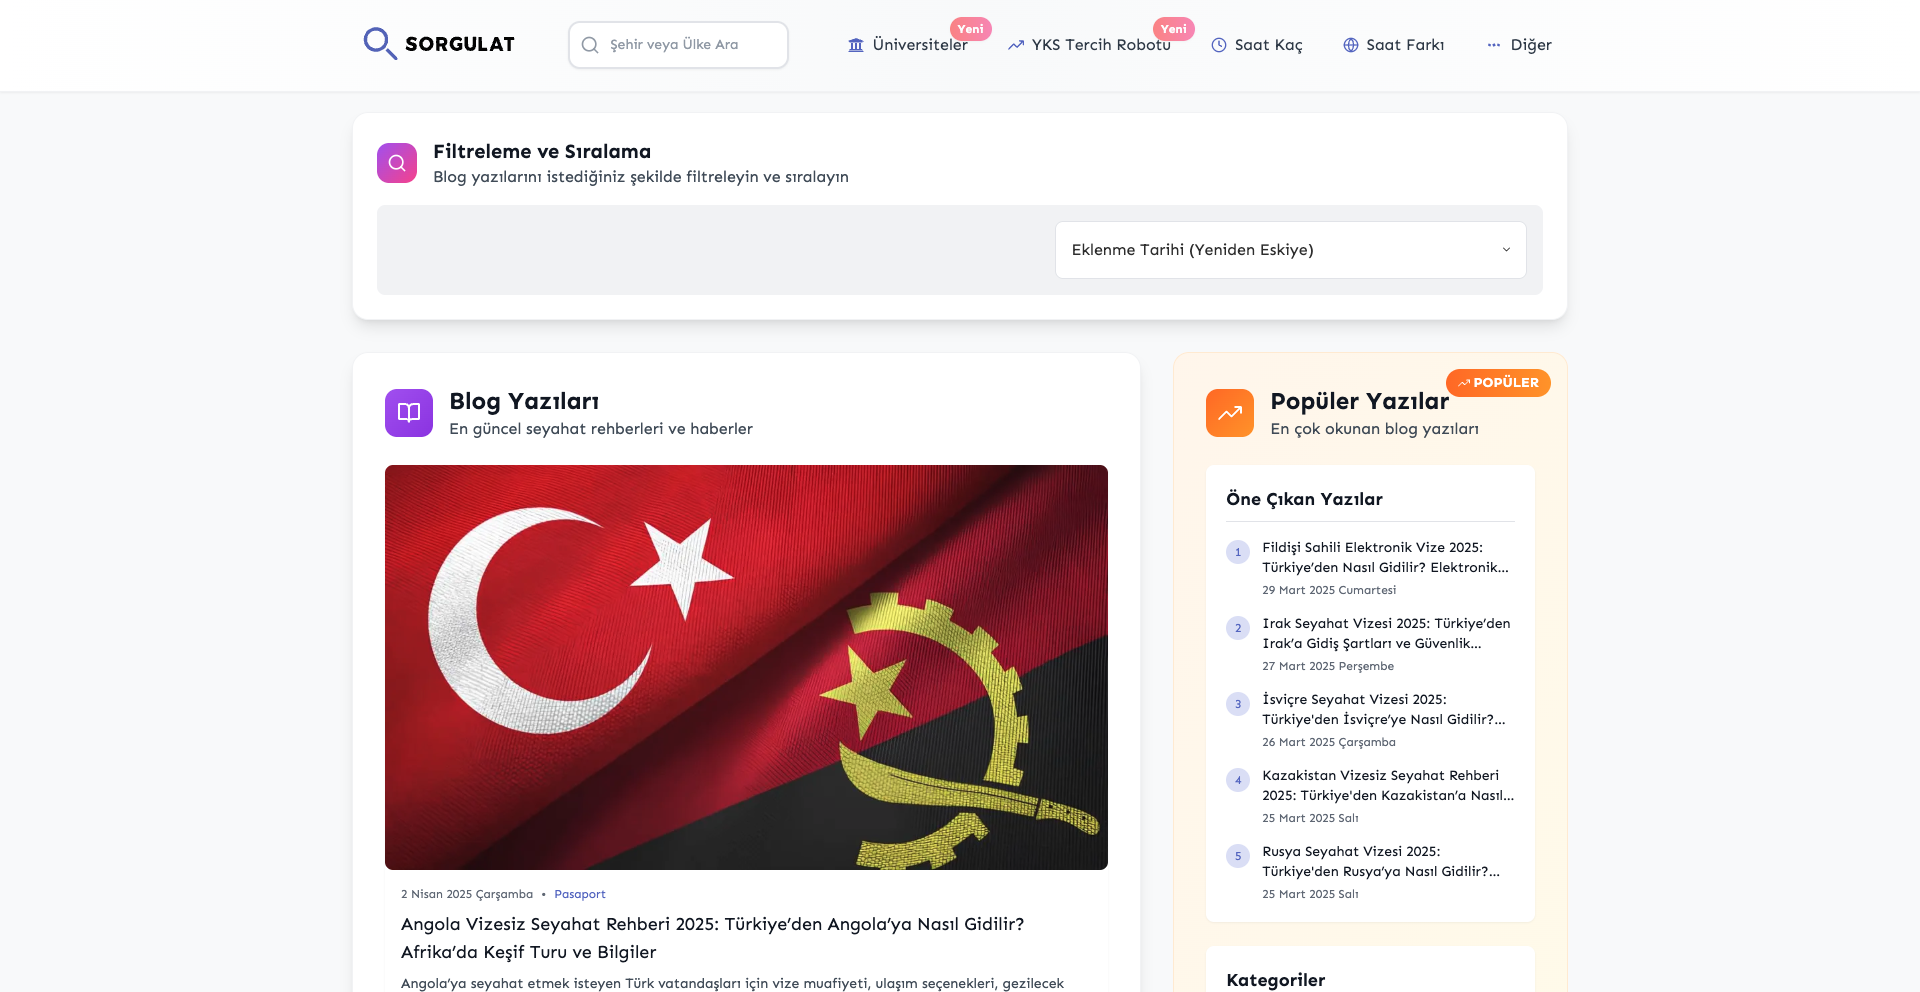 SORGULAT
Şehir veya Ülke Ara
Üniversiteler
Yeni
YKS Tercih Robotu
Yeni
Saat Kaç
Saat Farkı
Diğer
Filtreleme ve Sıralama
Blog yazılarını istediğiniz şekilde filtreleyin ve sıralayın
Eklenme Tarihi (Yeniden Eskiye)
Blog Yazıları
En güncel seyahat rehberleri ve haberler
2 Nisan 2025 Çarşamba • Pasaport
Angola Vizesiz Seyahat Rehberi 2025: Türkiye’den Angola’ya Nasıl Gidilir?
Afrika’da Keşif Turu ve Bilgiler
Angola’ya seyahat etmek isteyen Türk vatandaşları için vize muafiyeti, ulaşım seçenekleri, gezilecek
POPÜLER
Popüler Yazılar
En çok okunan blog yazıları
Öne Çıkan Yazılar
1
Fildişi Sahili Elektronik Vize 2025:
Türkiye’den Nasıl Gidilir? Elektronik...
29 Mart 2025 Cumartesi
2
Irak Seyahat Vizesi 2025: Türkiye’den
Irak’a Gidiş Şartları ve Güvenlik...
27 Mart 2025 Perşembe
3
İsviçre Seyahat Vizesi 2025:
Türkiye'den İsviçre’ye Nasıl Gidilir?...
26 Mart 2025 Çarşamba
4
Kazakistan Vizesiz Seyahat Rehberi
2025: Türkiye'den Kazakistan’a Nasıl...
25 Mart 2025 Salı
5
Rusya Seyahat Vizesi 2025:
Türkiye'den Rusya’ya Nasıl Gidilir?...
25 Mart 2025 Salı
Kategoriler